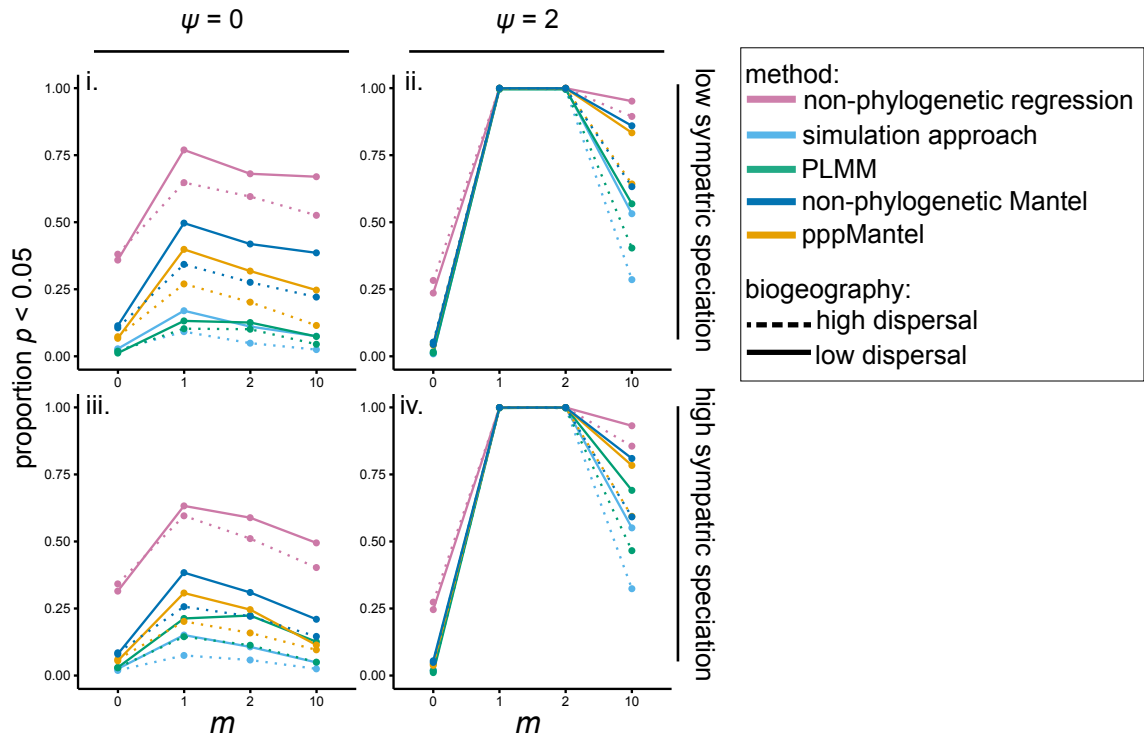 ψ = 0
ψ = 2
i.
1.00
0.75
0.50
0.25
0.00
0
1
2
10
ii.
1.00
0.75
0.50
0.25
0.00
0
1
2
10
low sympatric speciation
iii.
1.00
0.75
0.50
0.25
0.00
0
1
2
10
m
iv.
1.00
0.75
0.50
0.25
0.00
0
1
2
10
m
high sympatric speciation
proportion p < 0.05
method:
non-phylogenetic regression
simulation approach
PLMM
non-phylogenetic Mantel
pppMantel
biogeography:
high dispersal
low dispersal